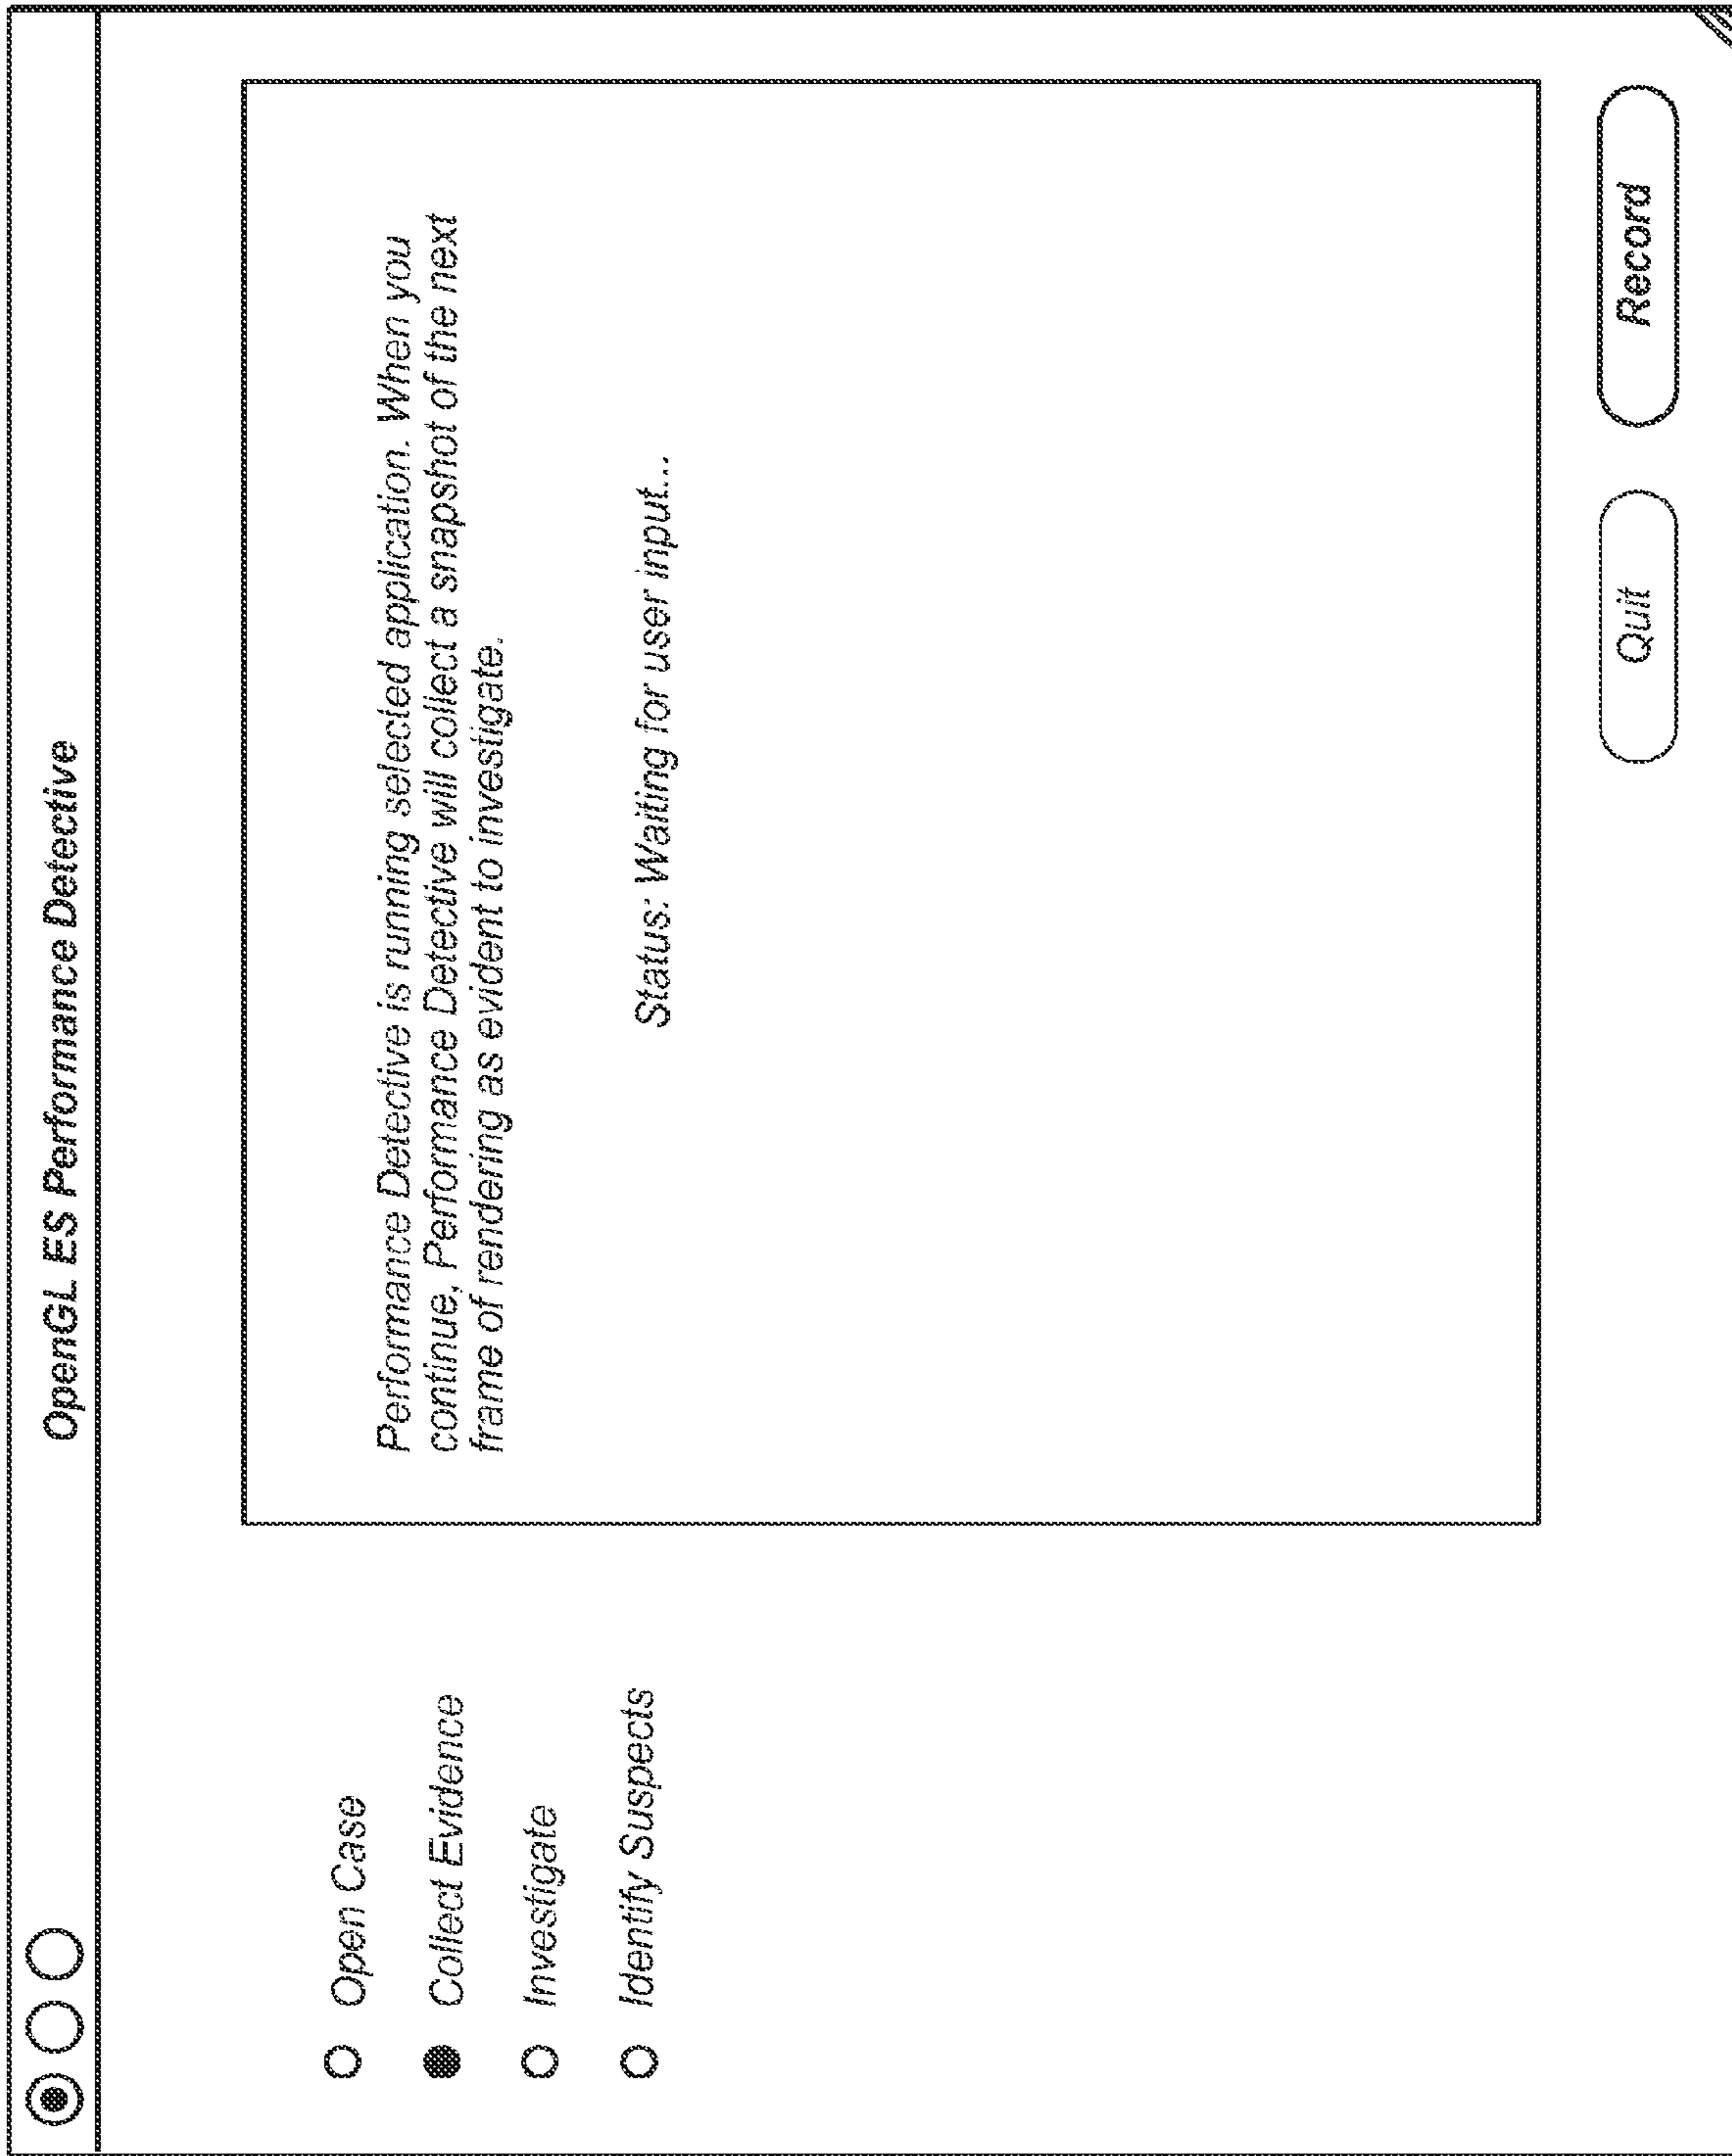 OpenGL ES Performance Detective
Open Case
Collect Evidence
Investigate
Identify Suspects
Performance Detective is running selected application. When you
continue, Performance Detective will collect a snapshot of the next
frame of rendering as evident to investigate.
Status: Waiting for user input...
Quit
Record